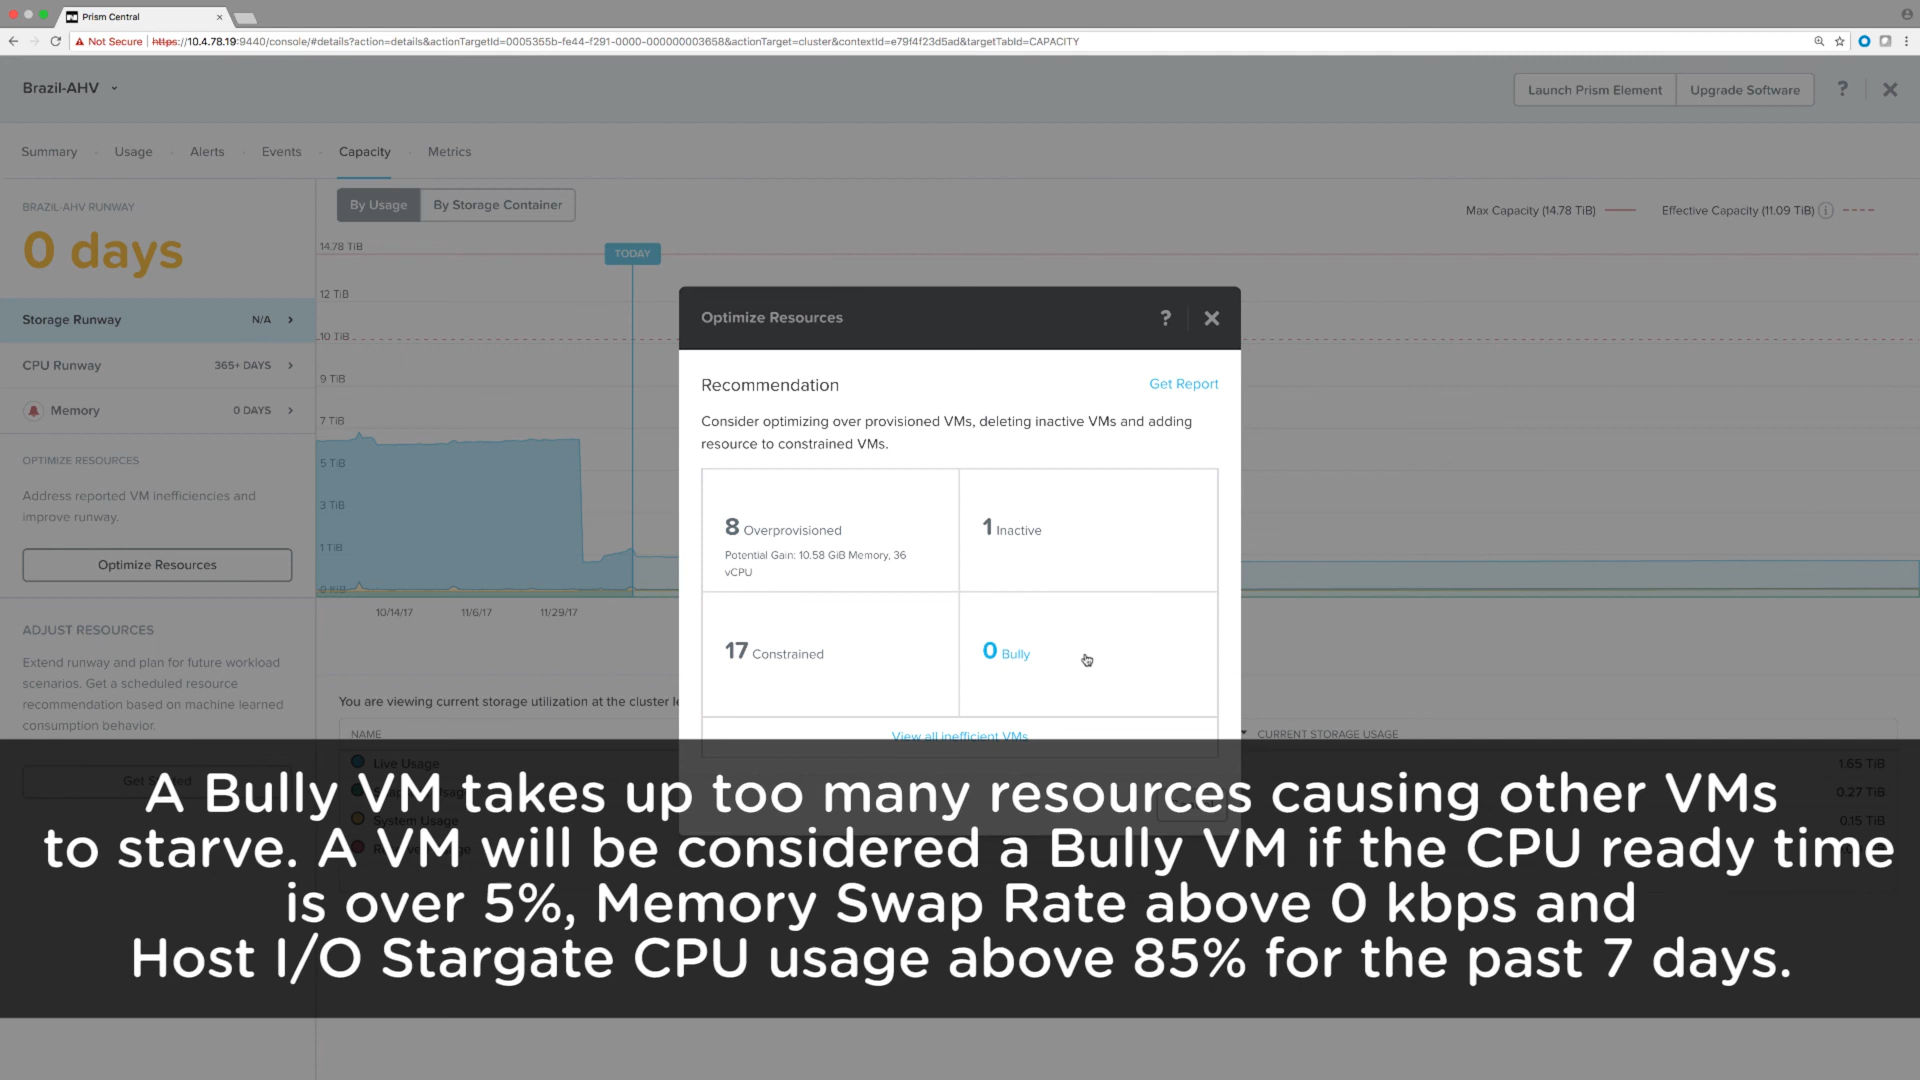 Prism Central
Not Secure
https://10.4.78.19:9440/console/#details?action=details&actionTargetId=0005355b-fe44-f291-0000-000000003658&actionTarget=cluster&contextId=e79f4f23d5ad&targetTabId=CAPACITY
Brazil-AHV
Launch Prism Element
Upgrade Software
?
Summary
Usage
Alerts
Events
Capacity
Metrics
BRAZIL-AHV RUNWAY
0 days
Storage Runway N/A
CPU Runway 365+ DAYS
Memory 0 DAYS
OPTIMIZE RESOURCES
Address reported VM inefficiencies and
improve runway.
Optimize Resources
ADJUST RESOURCES
Extend runway and plan for future workload
scenarios. Get a scheduled resource
recommendation based on machine learned
consumption behavior.
By Usage
By Storage Container
Max Capacity (14.78 TiB)
Effective Capacity (11.09 TiB)
14.78 TiB
TODAY
12 TiB
10 TiB
9 TiB
7 TiB
5 TiB
3 TiB
1 TiB
0 KiB
10/14/17
11/6/17
11/29/17
You are viewing current storage utilization at the cluster
NAME
CURRENT STORAGE USAGE
Live Usage
1.65 TiB
0.27 TiB
System Usage
0.15 TiB
Optimize Resources
?
Recommendation
Get Report
Consider optimizing over provisioned VMs, deleting inactive VMs and adding
resource to constrained VMs.
8 Overprovisioned
Potential Gain: 10.58 GiB Memory, 36
vCPU
1 Inactive
17 Constrained
0 Bully
View all inefficient VMs
A Bully VM takes up too many resources causing other VMs
to starve. A VM will be considered a Bully VM if the CPU ready time
is over 5%, Memory Swap Rate above 0 kbps and
Host I/O Stargate CPU usage above 85% for the past 7 days.